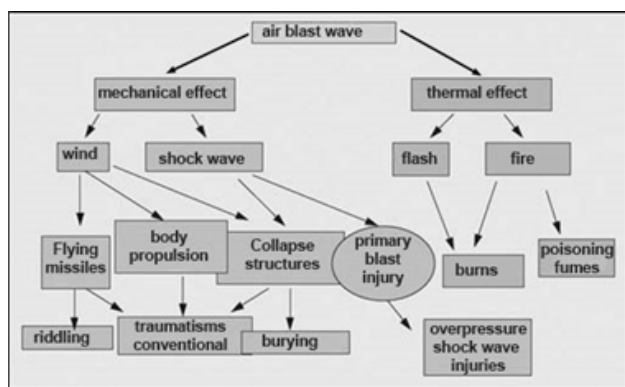 air blast wave
mechanical effect
thermal effect
wind
shock wave
flash
fire
Flying
missiles
body
propulsion
Collapse
structures
primary
blast
injury
burns
poisoning
fumes
riddling
traumatisms
conventional
burying
overpressure
shock wave
injuries